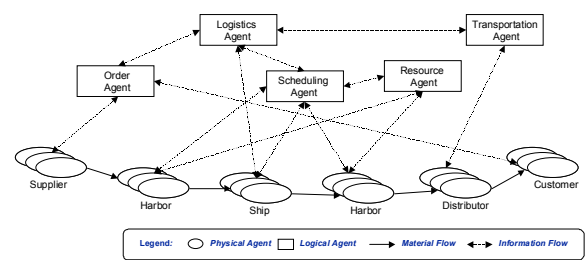 Logistics
Agent
Transportation
Agent
Order
Agent
Scheduling
Agent
Resource
Agent
Supplier
Harbor
Ship
Harbor
Distributor
Customer
Legend: Physical Agent Logical Agent Material Flow Information Flow